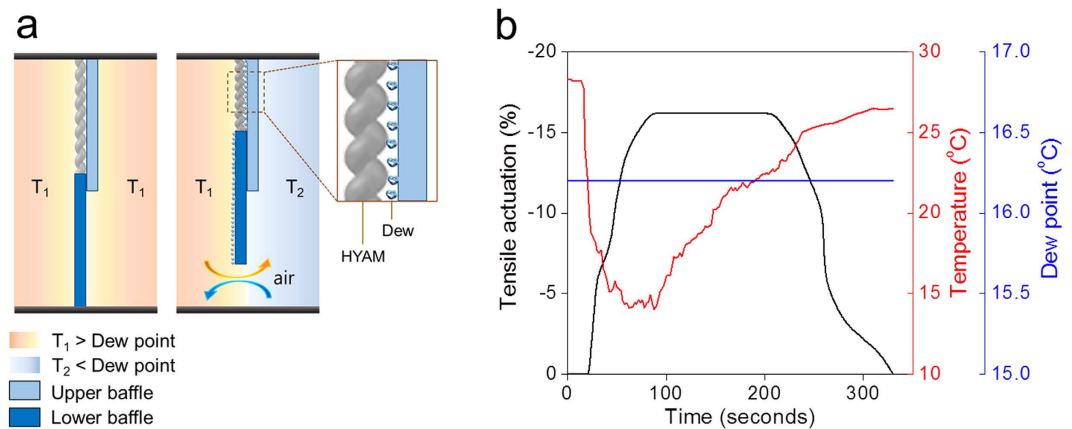 a
T1
T1
T1
T2
air
HYAM
Dew
T1 > Dew point
T2 < Dew point
Upper baffle
Lower baffle
b
-20
-15
-10
-5
0
Tensile actuation (%)
0
100
200
300
Time (seconds)
30
25
20
15
10
Temperature (°C)
17.0
16.5
16.0
15.5
15.0
Dew point (°C)